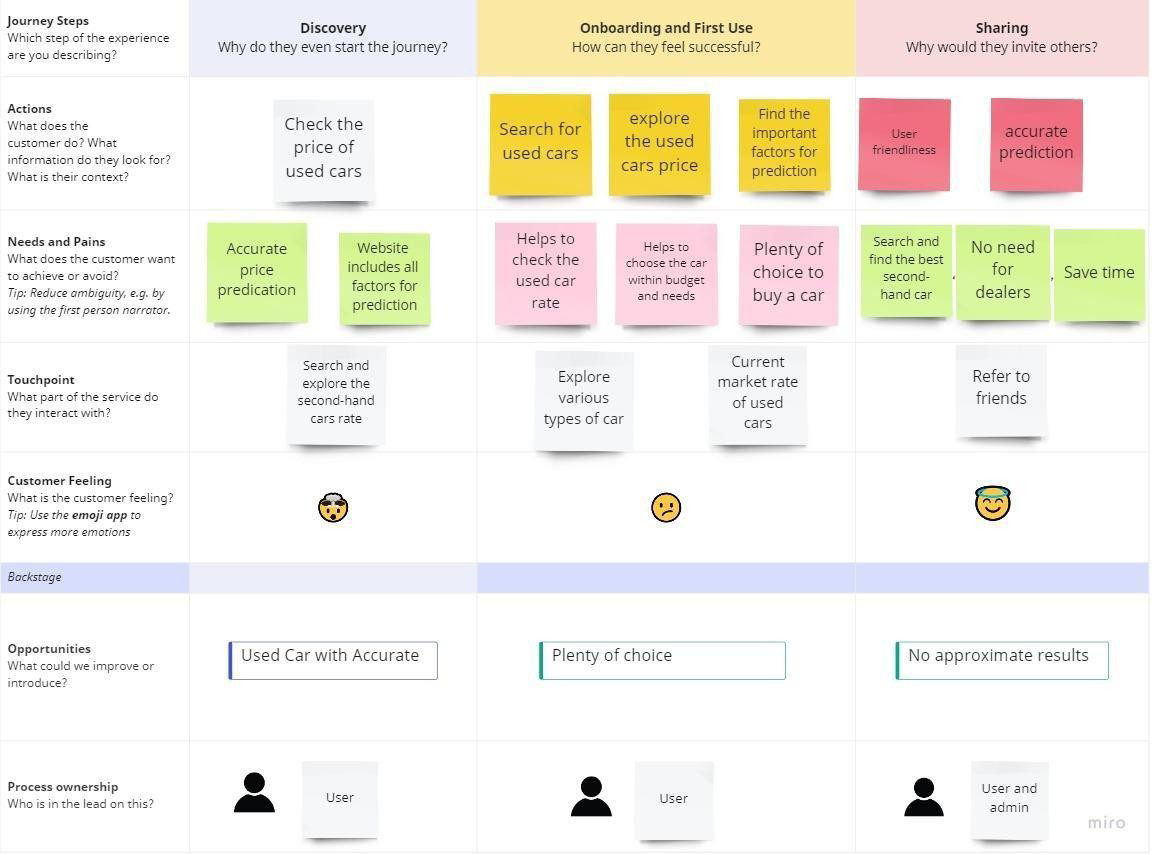 Journey Steps
Which step of the experience
are you describing?
Discovery
Why do they even start the journey?
Onboarding and First Use
How can they feel successful?
Sharing
Why would they invite others?
Actions
What does the
customer do? What
information do they look for?
What is their context?
Check the
price of
used cars
Search for
used cars
explore
the used
cars price
Find the
important
factors for
prediction
User
friendliness
accurate
prediction
Needs and Pains
What does the customer want
to achieve or avoid?
Tip: Reduce ambiguity, e.g. by
using the first person narrator.
Accurate
price
predication
Website
includes all
factors for
prediction
Helps to
check the
used car
rate
Helps to
choose the car
within budget
and needs
Plenty of
choice to
buy a car
Search and
find the best
second-
hand car
No need
for
dealers
Save time
Touchpoint
What part of the service do
they interact with?
Search and
explore the
second-hand
cars rate
Explore
various
types of car
Current
market rate
of used
cars
Refer to
friends
Customer Feeling
What is the customer feeling?
Tip: Use the emoji app to
express more emotions
Backstage
Opportunities
What could we improve or
introduce?
Used Car with Accurate
Plenty of choice
No approximate results
Process ownership
Who is in the lead on this?
User
User
User and
admin
miro